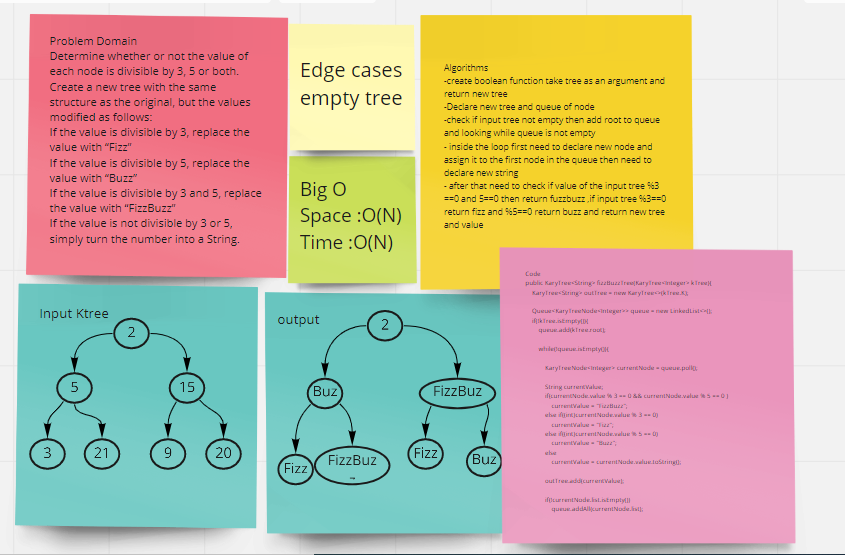 Problem Domain
Determine whether or not the value of
each node is divisible by 3, 5 or both.
Create a new tree with the same
structure as the original, but the values
modified as follows:
If the value is divisible by 3, replace the
value with “Fizz”
If the value is divisible by 5, replace the
value with “Buzz”
If the value is divisible by 3 and 5, replace
the value with “FizzBuzz”
If the value is not divisible by 3 or 5,
simply turn the number into a String.
Edge cases
empty tree
Big O
Space :O(N)
Time :O(N)
Algorithms
-create boolean function take tree as an argument and
return new tree
-Declare new tree and queue of node
-check if input tree not empty then add root to queue
and looking while queue is not empty
- inside the loop first need to declare new node and
assign it to the first node in the queue then need to
declare new string
- after that need to check if value of the input tree %3
==0 and 5==0 then return fuzzbuzz ,if input tree %3==0
return fizz and %5==0 return buzz and return new tree
and value
Input Ktree
2
5
15
3
21
9
20
output
2
Buz
FizzBuz
Fizz
FizzBuz
Fizz
Buz
Code
public KaryTree<String> fizzBuzzTree(KaryTree<Integer> kTree){
KaryTree<String> outTree = new KaryTree<>(kTree.K);
Queue<KaryTreeNode<Integer>> queue = new LinkedList<>();
if(!kTree.isEmpty()){
queue.add(kTree.root);
while(!queue.isEmpty()){
KaryTreeNode<Integer> currentNode = queue.poll();
String currentValue;
if(currentNode.value % 3 == 0 && currentNode.value % 5 == 0 )
currentValue = "FizzBuzz";
else if((int)currentNode.value % 3 == 0)
currentValue = "Fizz";
else if((int)currentNode.value % 5 == 0)
currentValue = "Buzz";
else
currentValue = currentNode.value.toString();
outTree.add(currentValue);
if(!currentNode.list.isEmpty())
queue.addAll(currentNode.list);